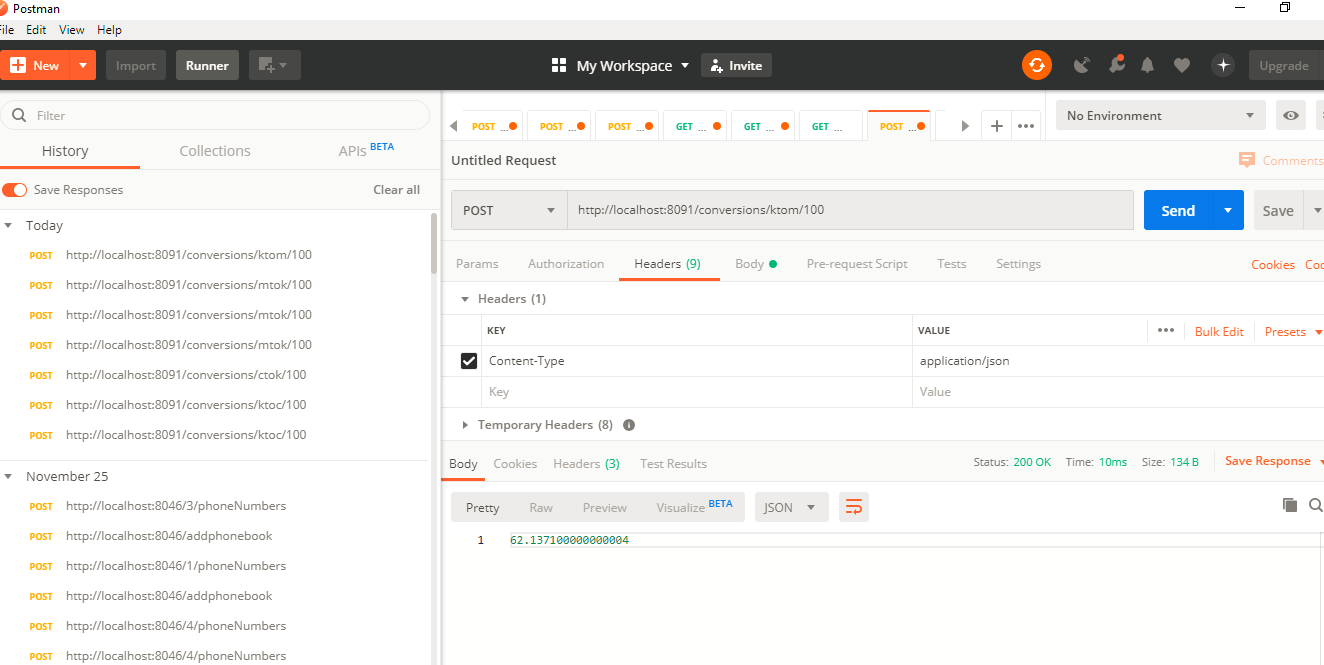 Postman
File Edit View Help
New Import Runner My Workspace Invite Upgrade
Filter
History Collections APIs BETA
Save Responses Clear all
Today
POST http://localhost:8091/conversions/ktom/100
POST http://localhost:8091/conversions/mtok/100
POST http://localhost:8091/conversions/mtok/100
POST http://localhost:8091/conversions/mtok/100
POST http://localhost:8091/conversions/ctok/100
POST http://localhost:8091/conversions/ktoc/100
POST http://localhost:8091/conversions/ktoc/100
November 25
POST http://localhost:8046/3/phoneNumbers
POST http://localhost:8046/addphonebook
POST http://localhost:8046/1/phoneNumbers
POST http://localhost:8046/addphonebook
POST http://localhost:8046/4/phoneNumbers
POST http://localhost:8046/4/phoneNumbers
POST ... POST ... POST ... GET ... GET ... GET ... POST ... No Environment
Untitled Request Comments
POST http://localhost:8091/conversions/ktom/100 Send Save
Params Authorization Headers (9) Body Pre-request Script Tests Settings Cookies Coo
Headers (1)
KEY VALUE Bulk Edit Presets
Content-Type application/json
Key Value
Temporary Headers (8)
Body Cookies Headers (3) Test Results Status: 200 OK Time: 10ms Size: 134 B Save Response
Pretty Raw Preview Visualize BETA JSON
1 62.137100000000004